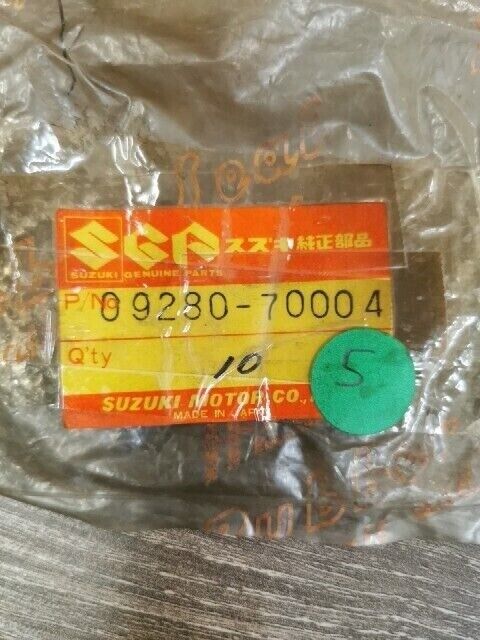 SGP スズキ純正部品
SUZUKI GENUINE PARTS
P/No 09280-70004
Q'ty 10
5
SUZUKI MOTOR CO.,
MADE IN JAPAN